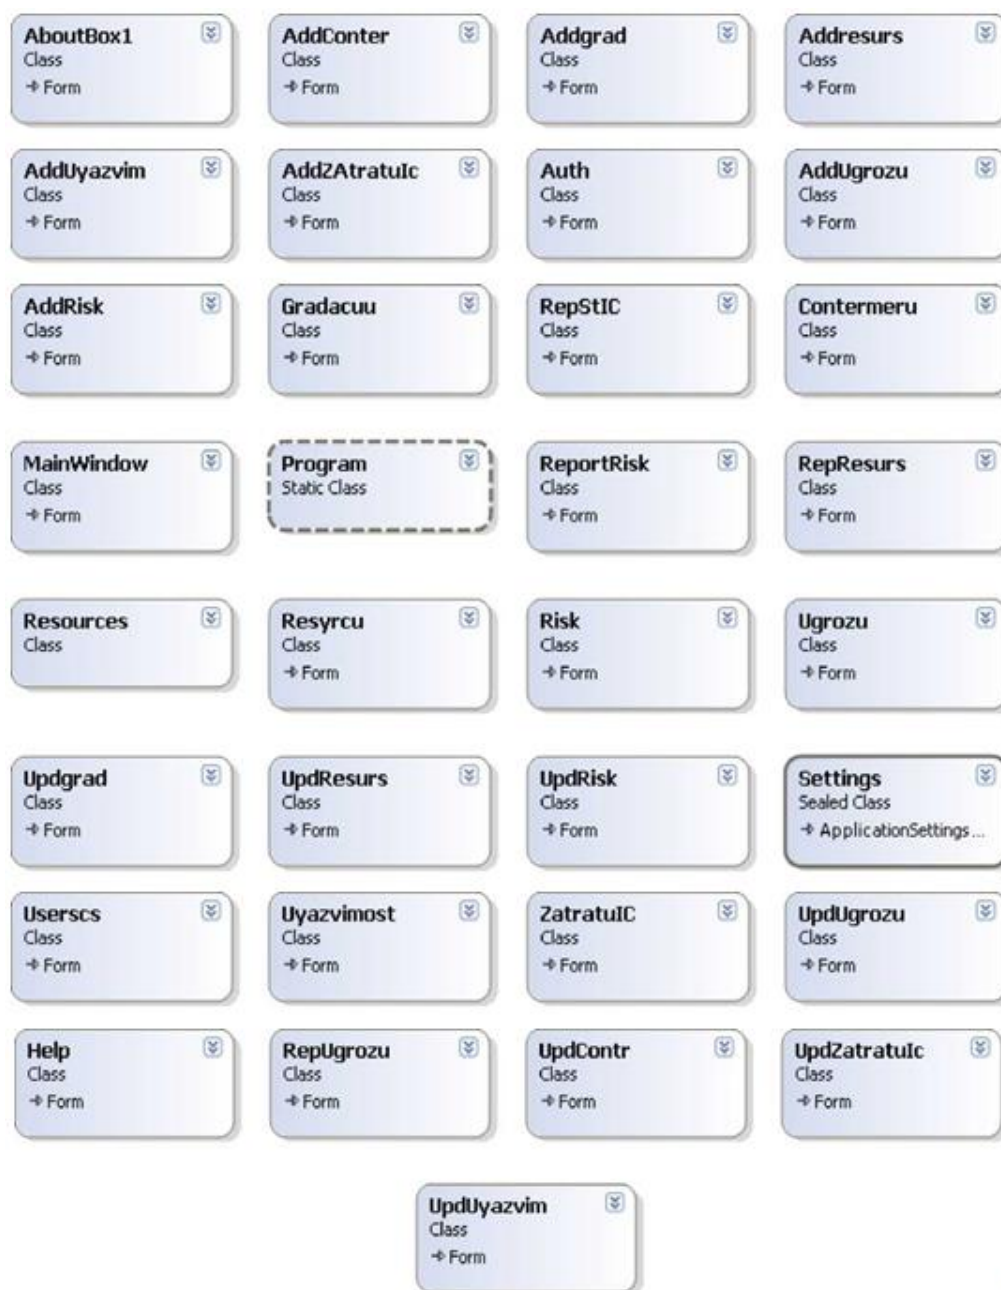 AboutBox1
Class
Form
AddConter
Class
Form
Addgrad
Class
Form
Addresurs
Class
Form
AddUyazvim
Class
Form
AddZAtratuIc
Class
Form
Auth
Class
Form
AddUgrozu
Class
Form
AddRisk
Class
Form
Gradacuu
Class
Form
RepStIC
Class
Form
Contermeru
Class
Form
MainWindow
Class
Form
Program
Static Class
ReportRisk
Class
Form
RepResurs
Class
Form
Resources
Class
Resyrcu
Class
Form
Risk
Class
Form
Ugrozu
Class
Form
Updgrad
Class
Form
UpdResurs
Class
Form
UpdRisk
Class
Form
Settings
Sealed Class
ApplicationSettings...
Userscs
Class
Form
Uyazvimost
Class
Form
ZatratuIC
Class
Form
UpdUgrozu
Class
Form
Help
Class
Form
RepUgrozu
Class
Form
UpdContr
Class
Form
UpdZatratuIc
Class
Form
UpdUyazvim
Class
Form